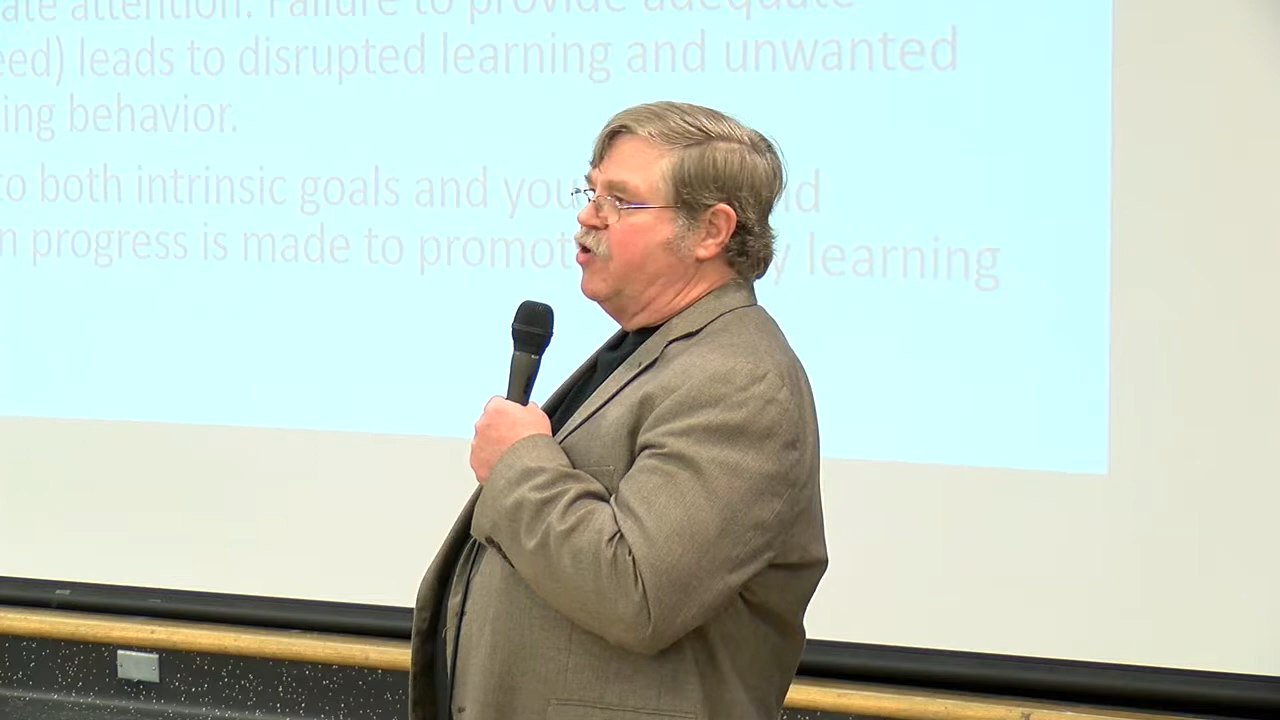 ate attention. Failure to provide adequate
eed) leads to disrupted learning and unwanted
ing behavior.
to both intrinsic goals and you
n progress is made to promot learning